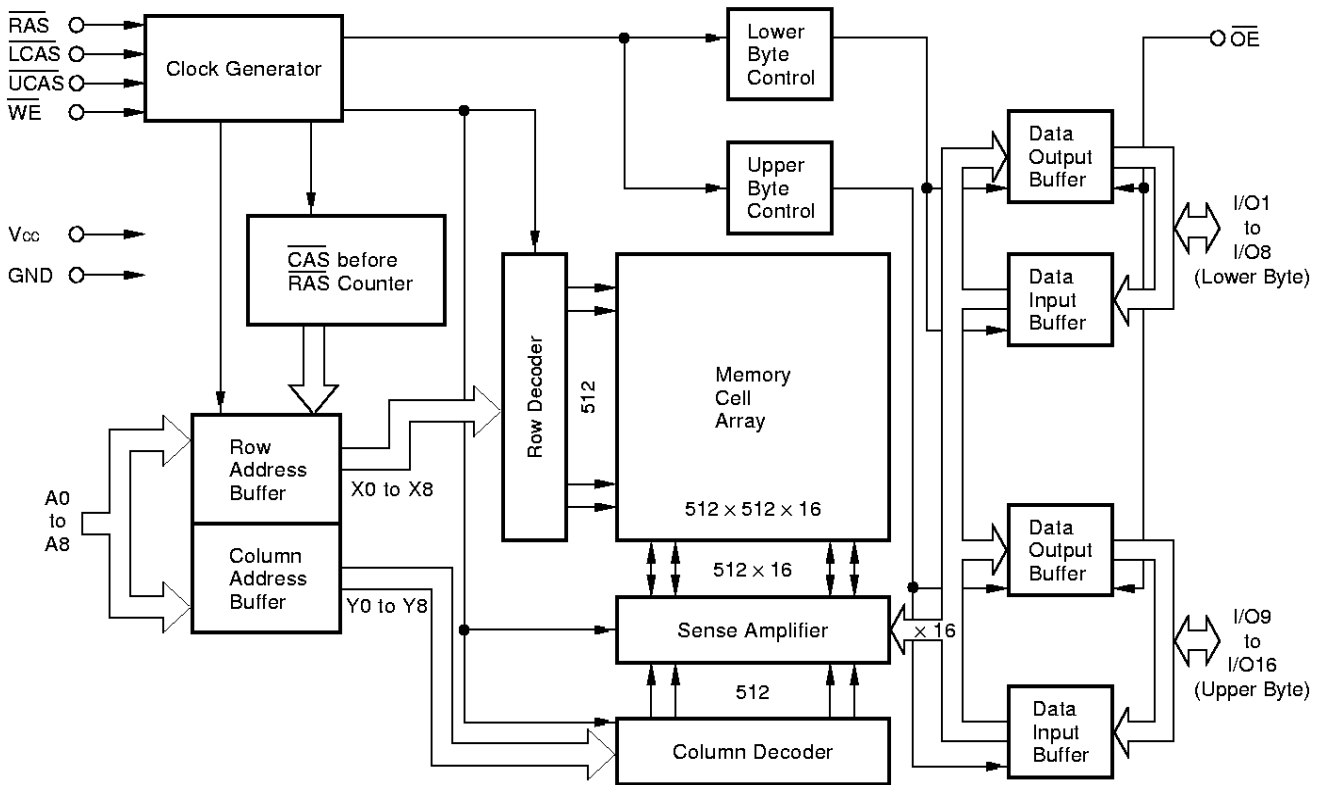 RAS
LCAS
UCAS
WE
Clock Generator
Lower
Byte
Control
OE
Upper
Byte
Control
Data
Output
Buffer
I/O1
to
I/O8
(Lower Byte)
Vcc
GND
CAS before
RAS Counter
Data
Input
Buffer
Row Decoder
512
Memory
Cell
Array
512 × 512 × 16
A0
to
A8
Row
Address
Buffer
X0 to X8
Column
Address
Buffer
Y0 to Y8
512 × 16
Sense Amplifier
× 16
512
Column Decoder
Data
Output
Buffer
I/O9
to
I/O16
(Upper Byte)
Data
Input
Buffer